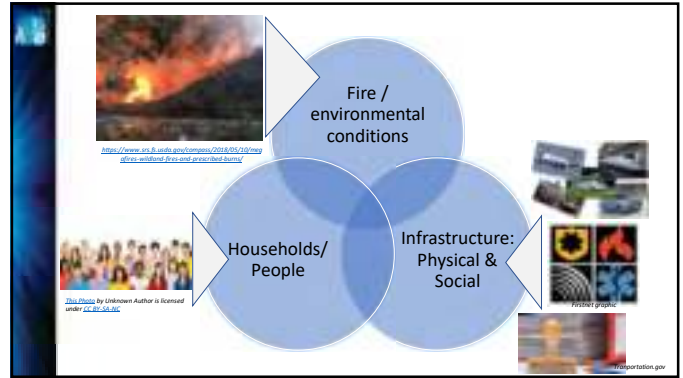 Fire /
environmental
conditions
https://www.srs.fs.usda.gov/compass/2018/05/10/meg
afires-wildland-fires-and-prescribed-burns/
Households/
People
Infrastructure:
Physical &
Social
This Photo by Unknown Author is licensed
under CC BY-SA-NC
Firstnet graphic
Tranportation.gov